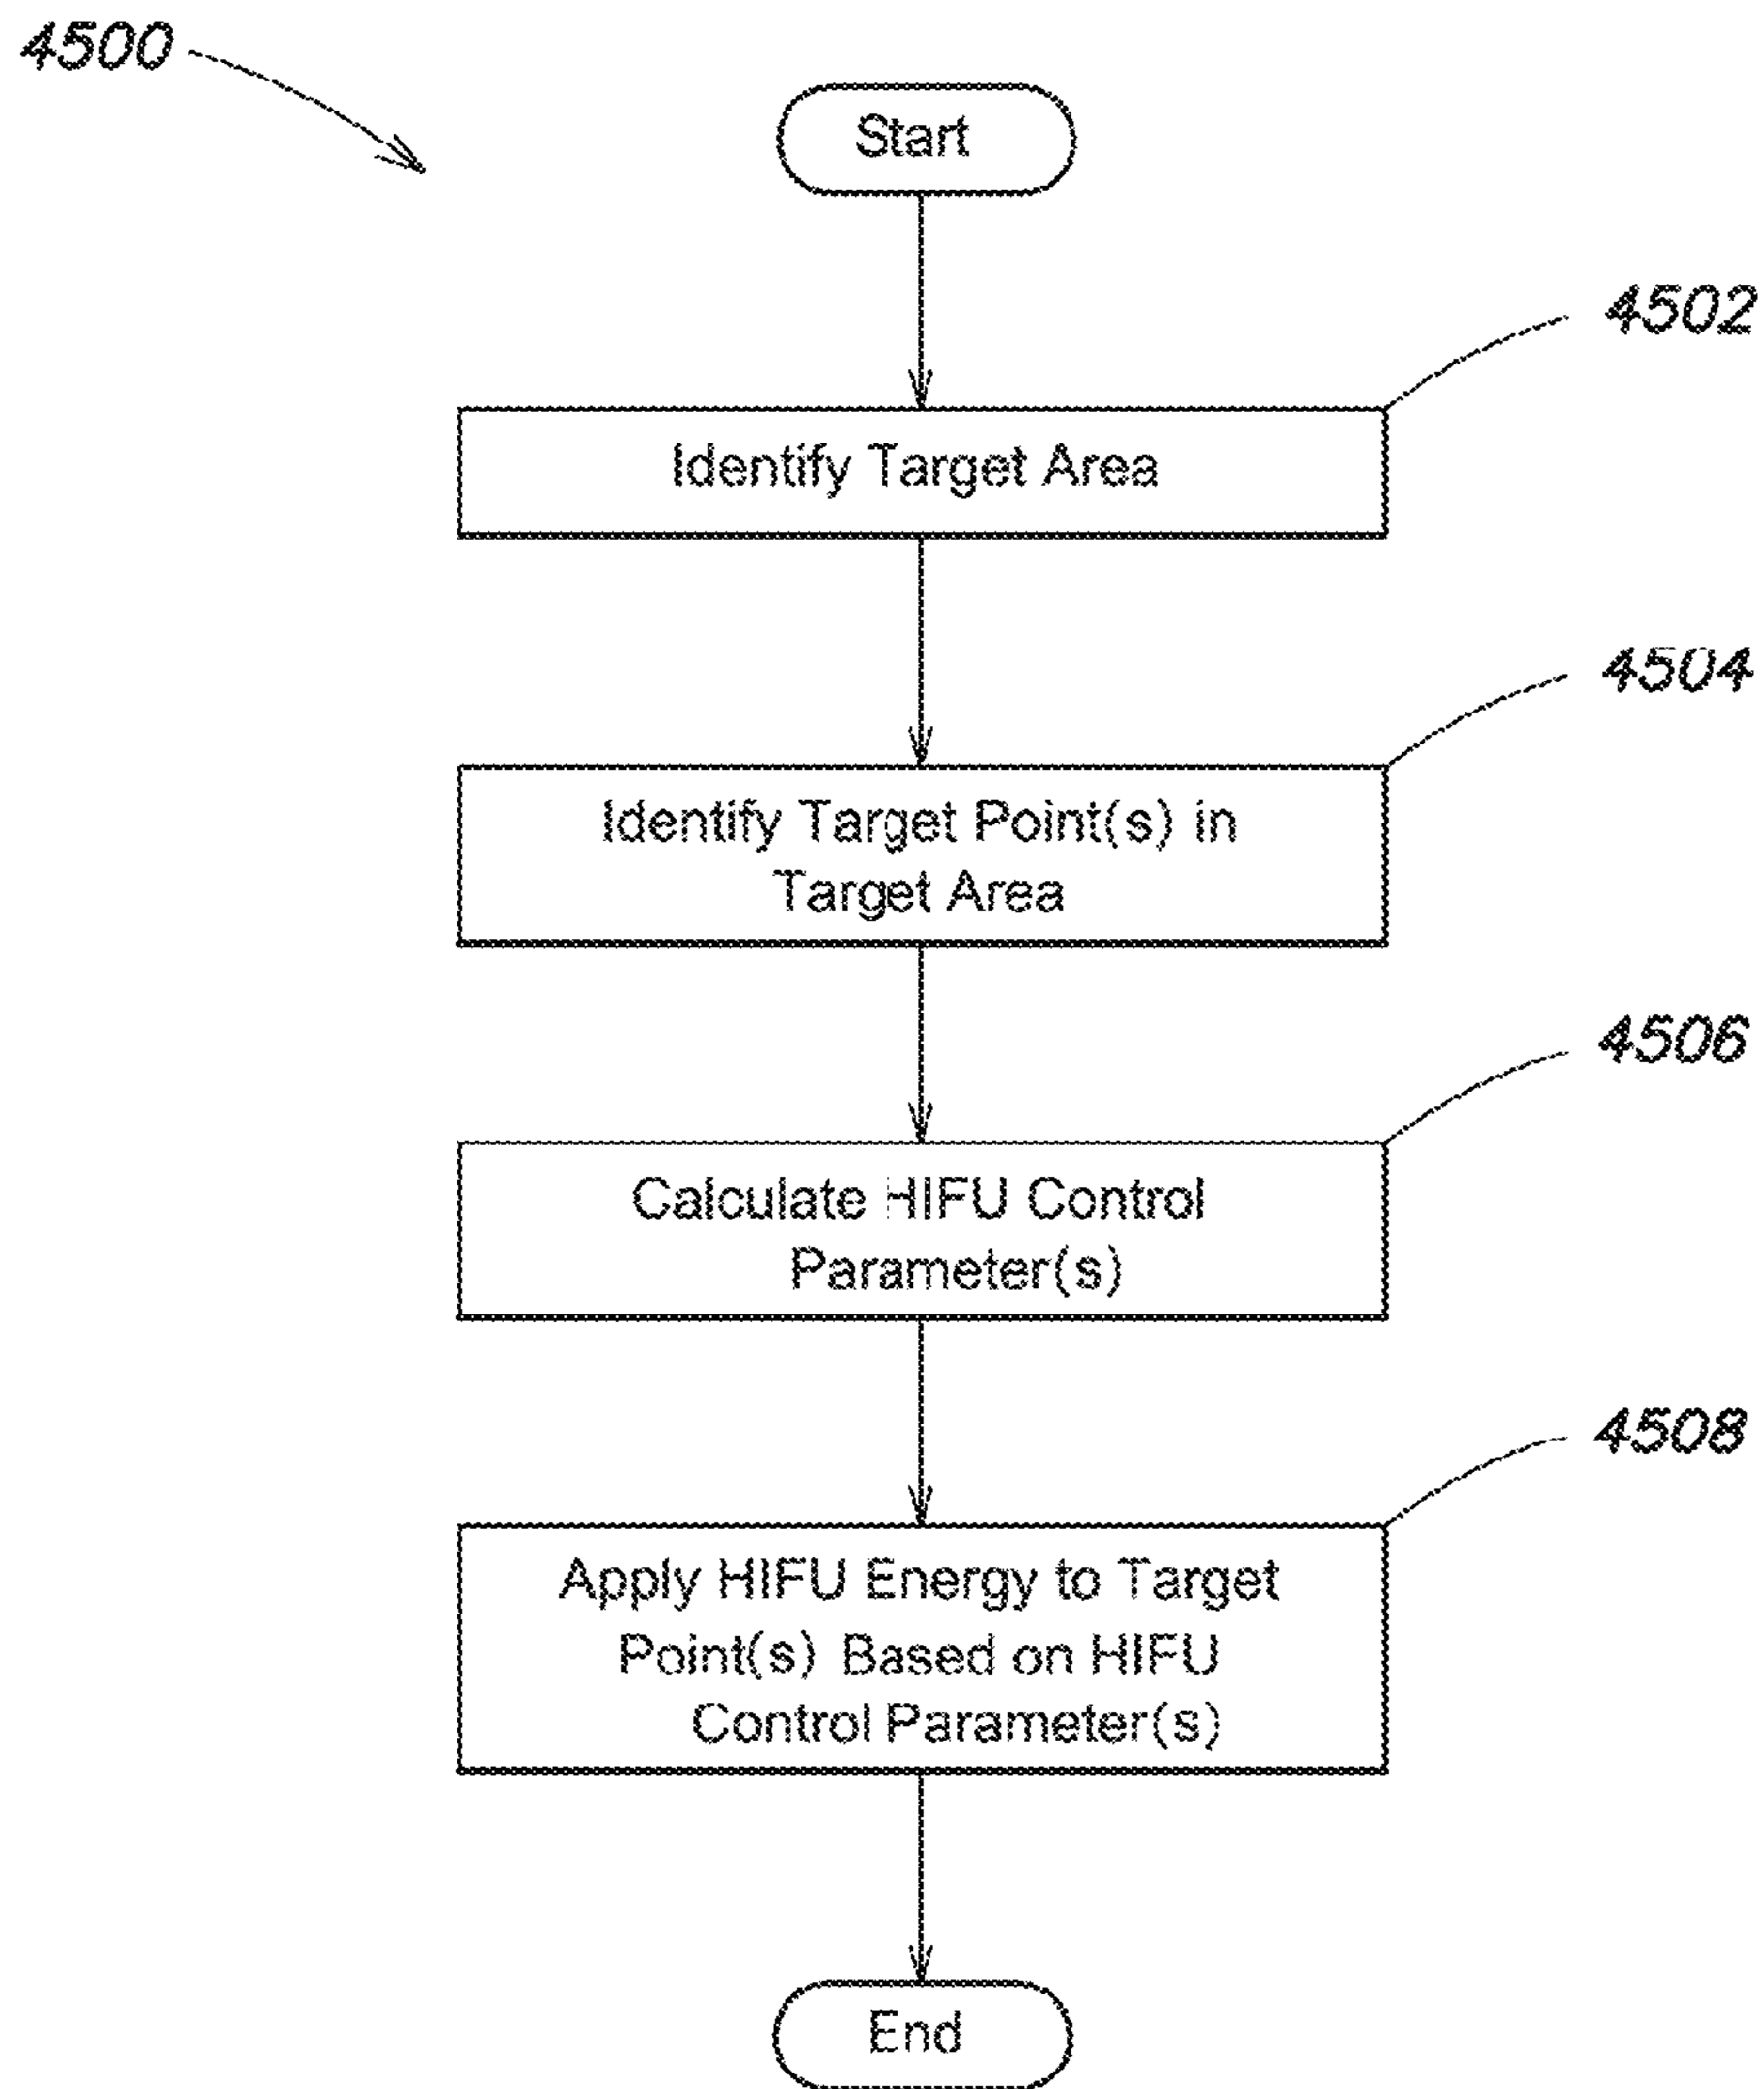 4500
Start
4502
Identify Target Area
4504
Identify Target Point(s) in
Target Area
4506
Calculate HIFU Control
Parameter(s)
4508
Apply HIFU Energy to Target
Point(s) Based on HIFU
Control Parameter(s)
End